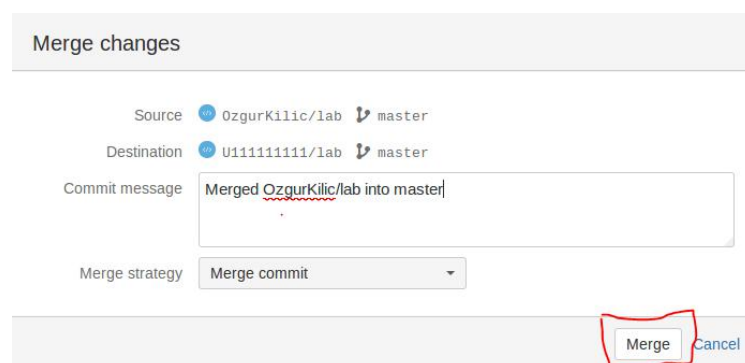 Merge changes
Source OzgurKilic/lab master
Destination U111111111/lab master
Commit message Merged OzgurKilic/lab into master
Merge strategy Merge commit
Merge Cancel